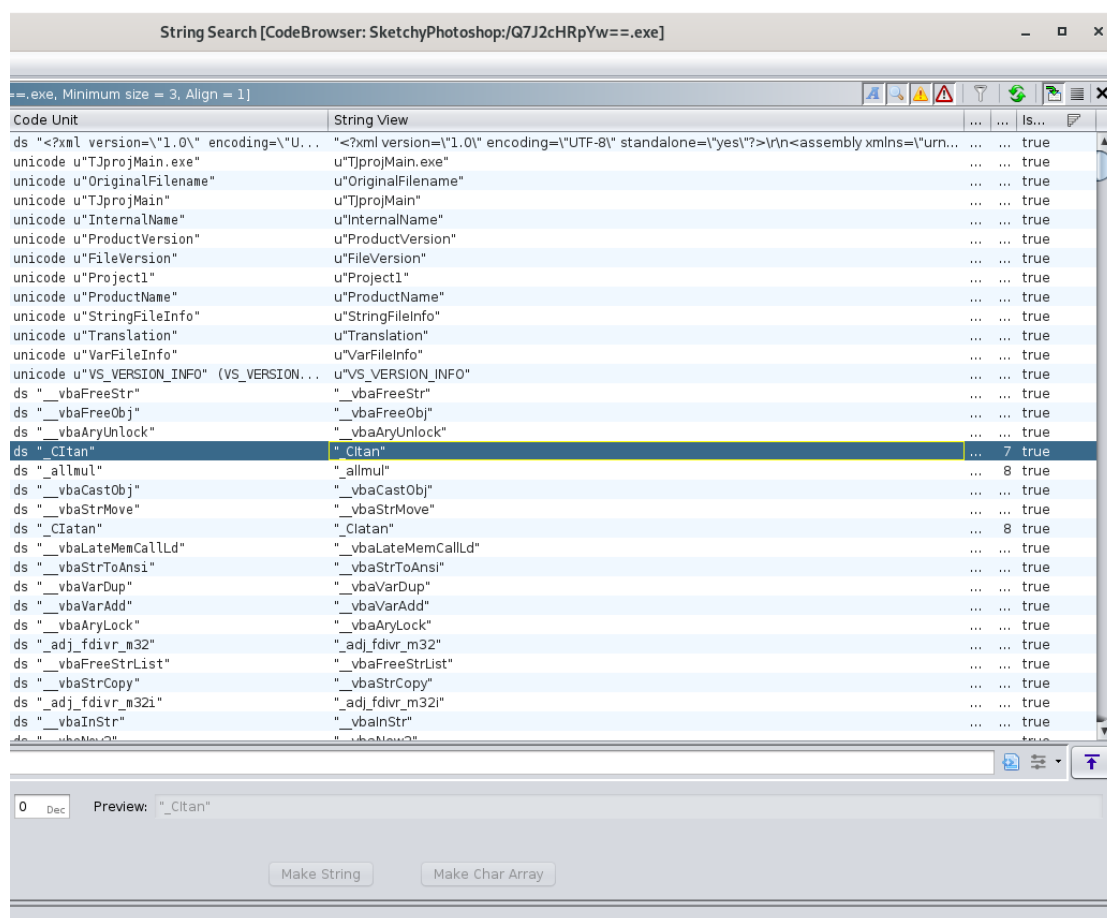 String Search [CodeBrowser: SketchyPhotoshop:/Q7J2cHRpYw==.exe]
==.exe, Minimum size = 3, Align = 1]
Code Unit String View ... ... Is...
ds "<?xml version=\"1.0\" encoding=\"U... "<?xml version=\"1.0\" encoding=\"UTF-8\" standalone=\"yes\"?>\r\n<assembly xmlns=\"urn... ... ... true
unicode u"TJprojMain.exe" u"TJprojMain.exe" ... ... true
unicode u"OriginalFilename" u"OriginalFilename" ... ... true
unicode u"TJprojMain" u"TJprojMain" ... ... true
unicode u"InternalName" u"InternalName" ... ... true
unicode u"ProductVersion" u"ProductVersion" ... ... true
unicode u"FileVersion" u"FileVersion" ... ... true
unicode u"Project1" u"Project1" ... ... true
unicode u"ProductName" u"ProductName" ... ... true
unicode u"StringFileInfo" u"StringFileInfo" ... ... true
unicode u"Translation" u"Translation" ... ... true
unicode u"VarFileInfo" u"VarFileInfo" ... ... true
unicode u"VS_VERSION_INFO" (VS_VERSION... u"VS_VERSION_INFO" ... ... true
ds "__vbaFreeStr" "__vbaFreeStr" ... ... true
ds "__vbaFreeObj" "__vbaFreeObj" ... ... true
ds "__vbaAryUnlock" "__vbaAryUnlock" ... ... true
ds "_CItan" "_CItan" ... 7 true
ds "_allmul" "_allmul" ... 8 true
ds "__vbaCastObj" "__vbaCastObj" ... ... true
ds "__vbaStrMove" "__vbaStrMove" ... ... true
ds "_CIatan" "_CIatan" ... 8 true
ds "__vbaLateMemCallLd" "__vbaLateMemCallLd" ... ... true
ds "__vbaStrToAnsi" "__vbaStrToAnsi" ... ... true
ds "__vbaVarDup" "__vbaVarDup" ... ... true
ds "__vbaVarAdd" "__vbaVarAdd" ... ... true
ds "__vbaAryLock" "__vbaAryLock" ... ... true
ds "_adj_fdivr_m32" "_adj_fdivr_m32" ... ... true
ds "__vbaFreeStrList" "__vbaFreeStrList" ... ... true
ds "__vbaStrCopy" "__vbaStrCopy" ... ... true
ds "_adj_fdivr_m32i" "_adj_fdivr_m32i" ... ... true
ds "__vbaInStr" "__vbaInStr" ... ... true
ds "__vbaNew2" "__vbaNew2" ... ... true
0 Dec Preview: "_CItan"
Make String Make Char Array